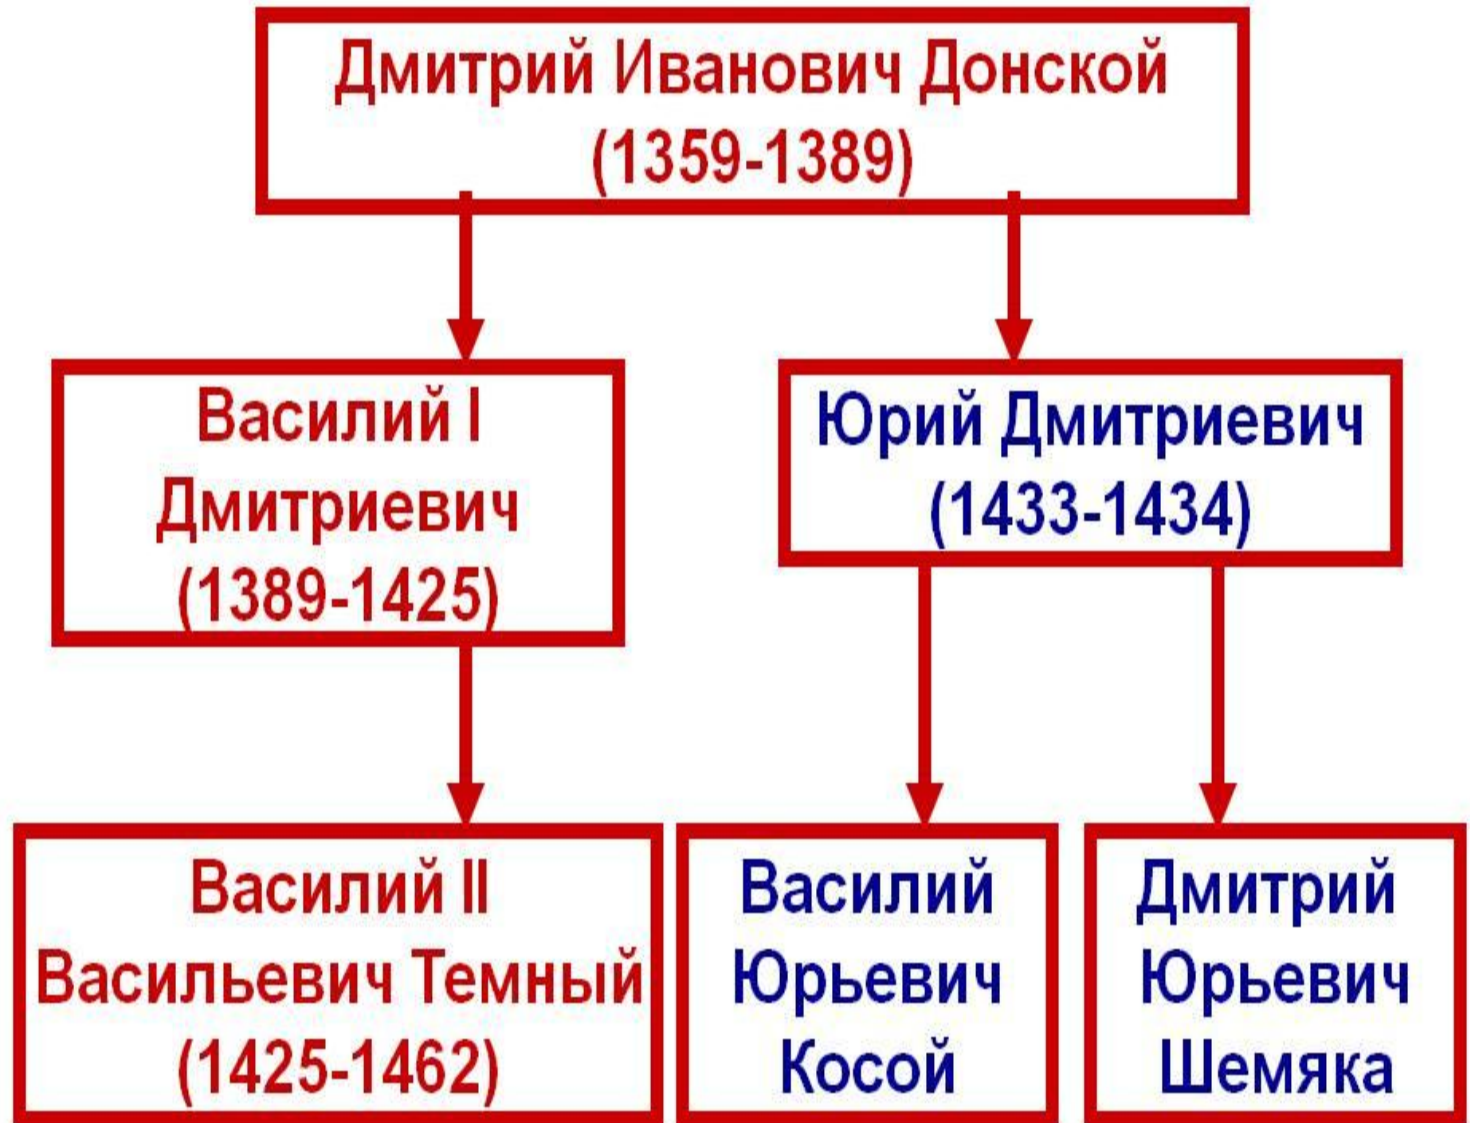 Дмитрий Иванович Донской
(1359-1389)
Василий I
Дмитриевич
(1389-1425)
Юрий Дмитриевич
(1433-1434)
Василий II
Васильевич Темный
(1425-1462)
Василий
Юрьевич
Косой
Дмитрий
Юрьевич
Шемяка